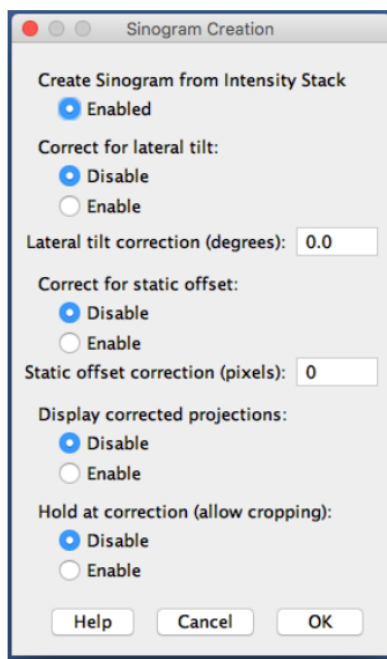 Sinogram Creation
Create Sinogram from Intensity Stack
Enabled
Correct for lateral tilt:
Disable
Enable
Lateral tilt correction (degrees): 0.0
Correct for static offset:
Disable
Enable
Static offset correction (pixels): 0
Display corrected projections:
Disable
Enable
Hold at correction (allow cropping):
Disable
Enable
Help Cancel OK